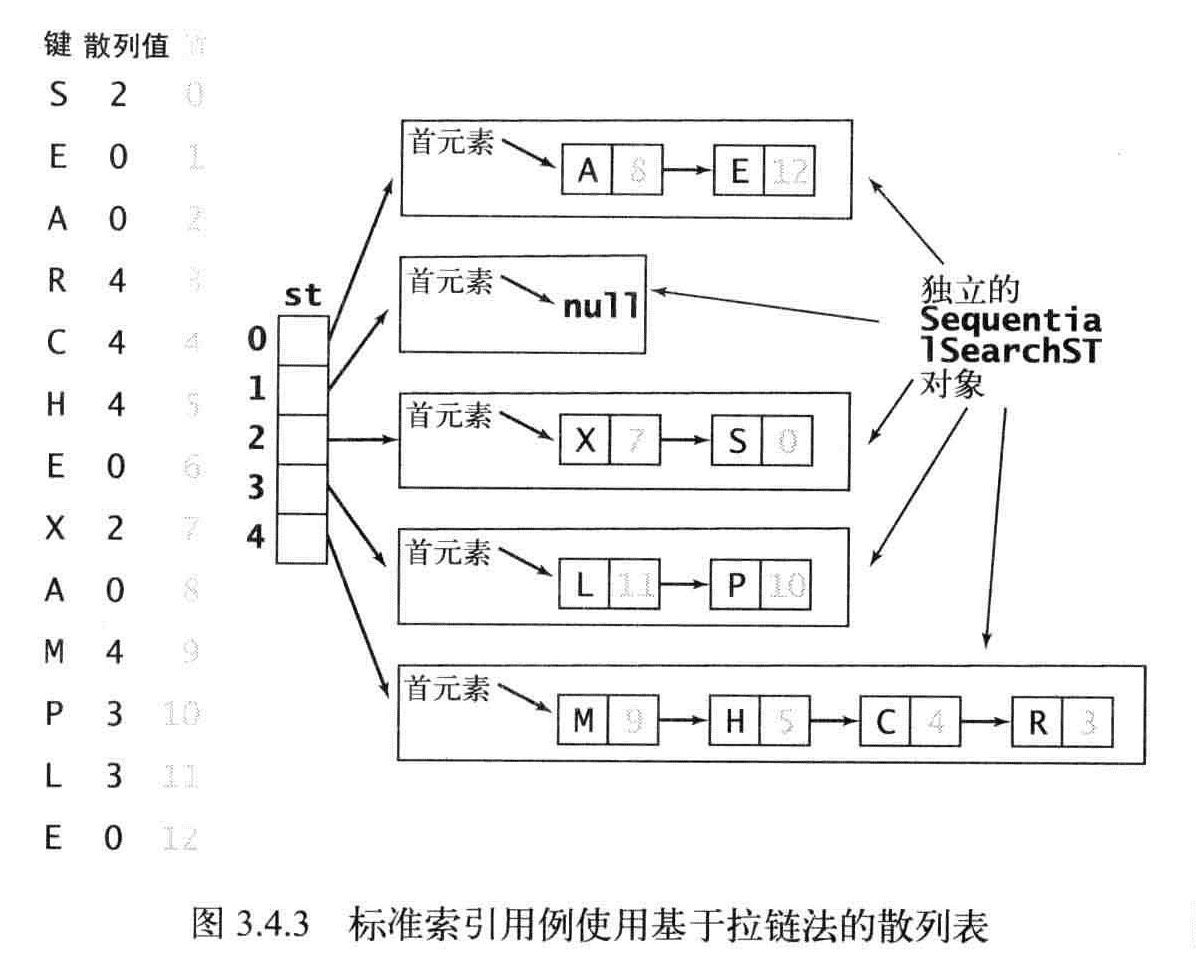 键 散列值 值
S 2 0
E 0 1
A 0 2
R 4 3
C 4 4
H 4 5
E 0 6
X 2 7
A 0 8
M 4 9
P 3 10
L 3 11
E 0 12
st
0
1
2
3
4
首元素
A 8 E 12
首元素
null
首元素
X 7 S 0
首元素
L 11 P 10
首元素
M 9 H 5 C 4 R 3
独立的
Sequentia
lSearchST
对象
图 3.4.3 标准索引用例使用基于拉链法的散列表